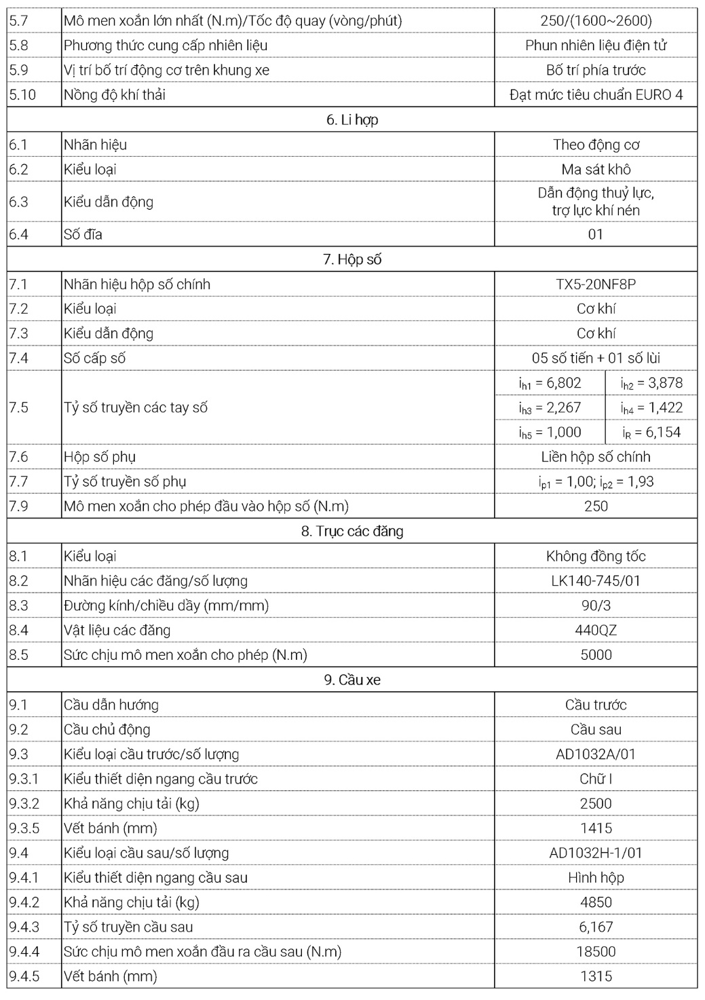 5.7 Mô men xoắn lớn nhất (N.m)/Tốc độ quay (vòng/phút) 250/(1600~2600)
5.8 Phương thức cung cấp nhiên liệu Phun nhiên liệu điện tử
5.9 Vị trí bố trí động cơ trên khung xe Bố trí phía trước
5.10 Nồng độ khí thải Đạt mức tiêu chuẩn EURO 4
6. Li hợp
6.1 Nhãn hiệu Theo động cơ
6.2 Kiểu loại Ma sát khô
6.3 Kiểu dẫn động Dẫn động thuỷ lực,
trợ lực khí nén
6.4 Số đĩa 01
7. Hộp số
7.1 Nhãn hiệu hộp số chính TX5-20NF8P
7.2 Kiểu loại Cơ khí
7.3 Kiểu dẫn động Cơ khí
7.4 Số cấp số 05 số tiến + 01 số lùi
7.5 Tỷ số truyền các tay số
ih1 = 6,802 ih2 = 3,878
ih3 = 2,267 ih4 = 1,422
ih5 = 1,000 iR = 6,154
7.6 Hộp số phụ Liền hộp số chính
7.7 Tỷ số truyền số phụ ip1 = 1,00; ip2 = 1,93
7.9 Mô men xoắn cho phép đầu vào hộp số (N.m) 250
8. Trục các đăng
8.1 Kiểu loại Không đồng tốc
8.2 Nhãn hiệu các đăng/số lượng LK140-745/01
8.3 Đường kính/chiều dầy (mm/mm) 90/3
8.4 Vật liệu các đăng 440QZ
8.5 Sức chịu mô men xoắn cho phép (N.m) 5000
9. Cầu xe
9.1 Cầu dẫn hướng Cầu trước
9.2 Cầu chủ động Cầu sau
9.3 Kiểu loại cầu trước/số lượng AD1032A/01
9.3.1 Kiểu thiết diện ngang cầu trước Chữ I
9.3.2 Khả năng chịu tải (kg) 2500
9.3.5 Vết bánh (mm) 1415
9.4 Kiểu loại cầu sau/số lượng AD1032H-1/01
9.4.1 Kiểu thiết diện ngang cầu sau Hình hộp
9.4.2 Khả năng chịu tải (kg) 4850
9.4.3 Tỷ số truyền cầu sau 6,167
9.4.4 Sức chịu mô men xoắn đầu ra cầu sau (N.m) 18500
9.4.5 Vết bánh (mm) 1315